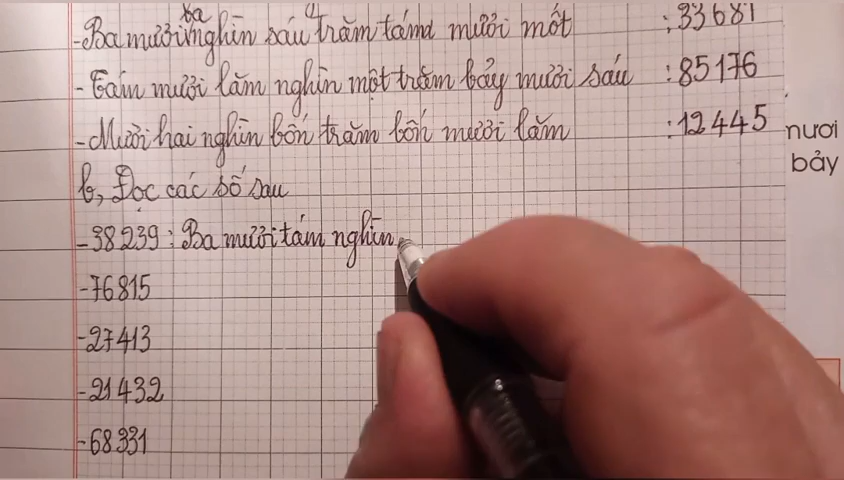 -Ba mươi ba nghìn sáu trăm tám mươi mốt : 33681
- Tám mươi lăm nghìn một trăm bảy mươi sáu : 85176
- Mười hai nghìn bốn trăm bốn mươi lăm : 12445
nươi
bảy
b, Đọc các số sau
- 38 239 : Ba mươi tám nghìn
- 76815
- 27413
- 21432
- 68331